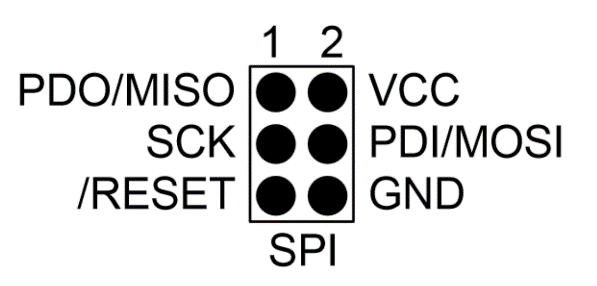 1 2
PDO/MISO VCC
SCK PDI/MOSI
/RESET GND
SPI